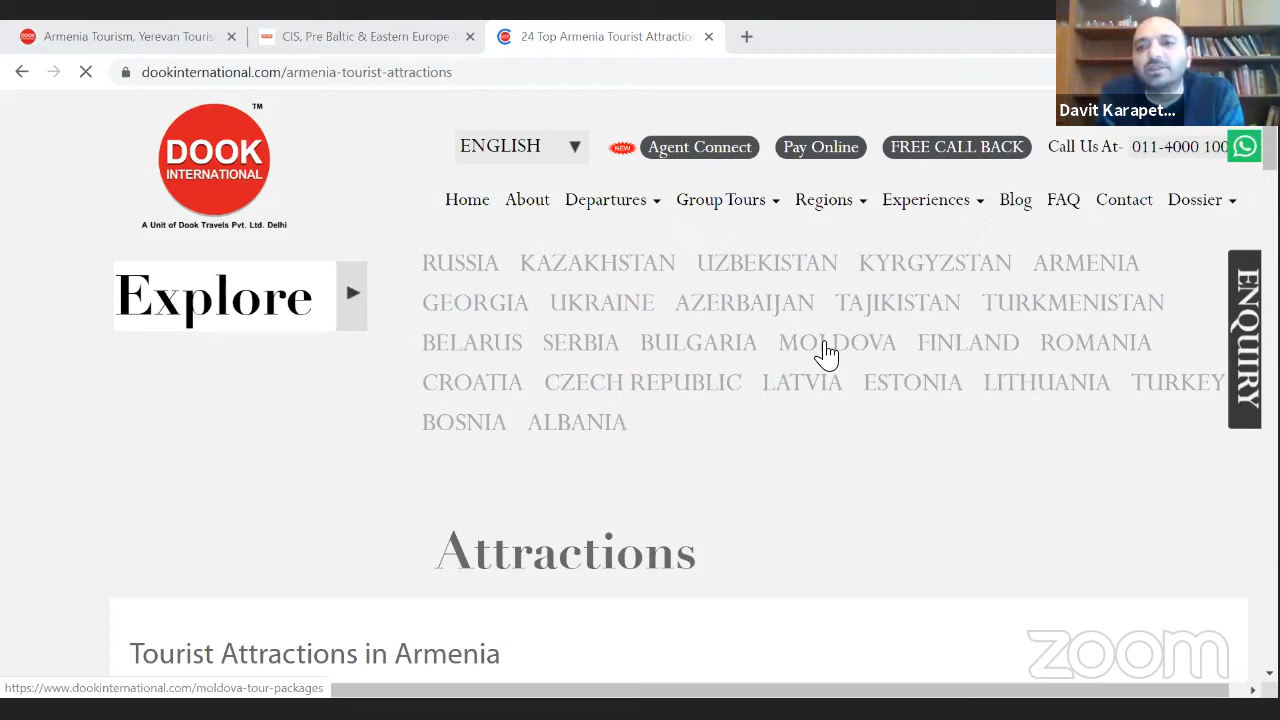 Armenia Tourism, Yerevan Touris
CIS, Pre Baltic & Eastern Europe
24 Top Armenia Tourist Attractio
dookinternational.com/armenia-tourist-attractions
Davit Karapet...
TM
DOOK
INTERNATIONAL
A Unit of Dook Travels Pvt. Ltd. Delhi
ENGLISH
NEW
Agent Connect
Pay Online
FREE CALL BACK
Call Us At- 011-4000 100
Home About Departures Group Tours Regions Experiences Blog FAQ Contact Dossier
Explore
RUSSIA KAZAKHSTAN UZBEKISTAN KYRGYZSTAN ARMENIA
GEORGIA UKRAINE AZERBAIJAN TAJIKISTAN TURKMENISTAN
BELARUS SERBIA BULGARIA MOLDOVA FINLAND ROMANIA
CROATIA CZECH REPUBLIC LATVIA ESTONIA LITHUANIA TURKEY
BOSNIA ALBANIA
ENQUIRY
Attractions
Tourist Attractions in Armenia
zoom
https://www.dookinternational.com/moldova-tour-packages